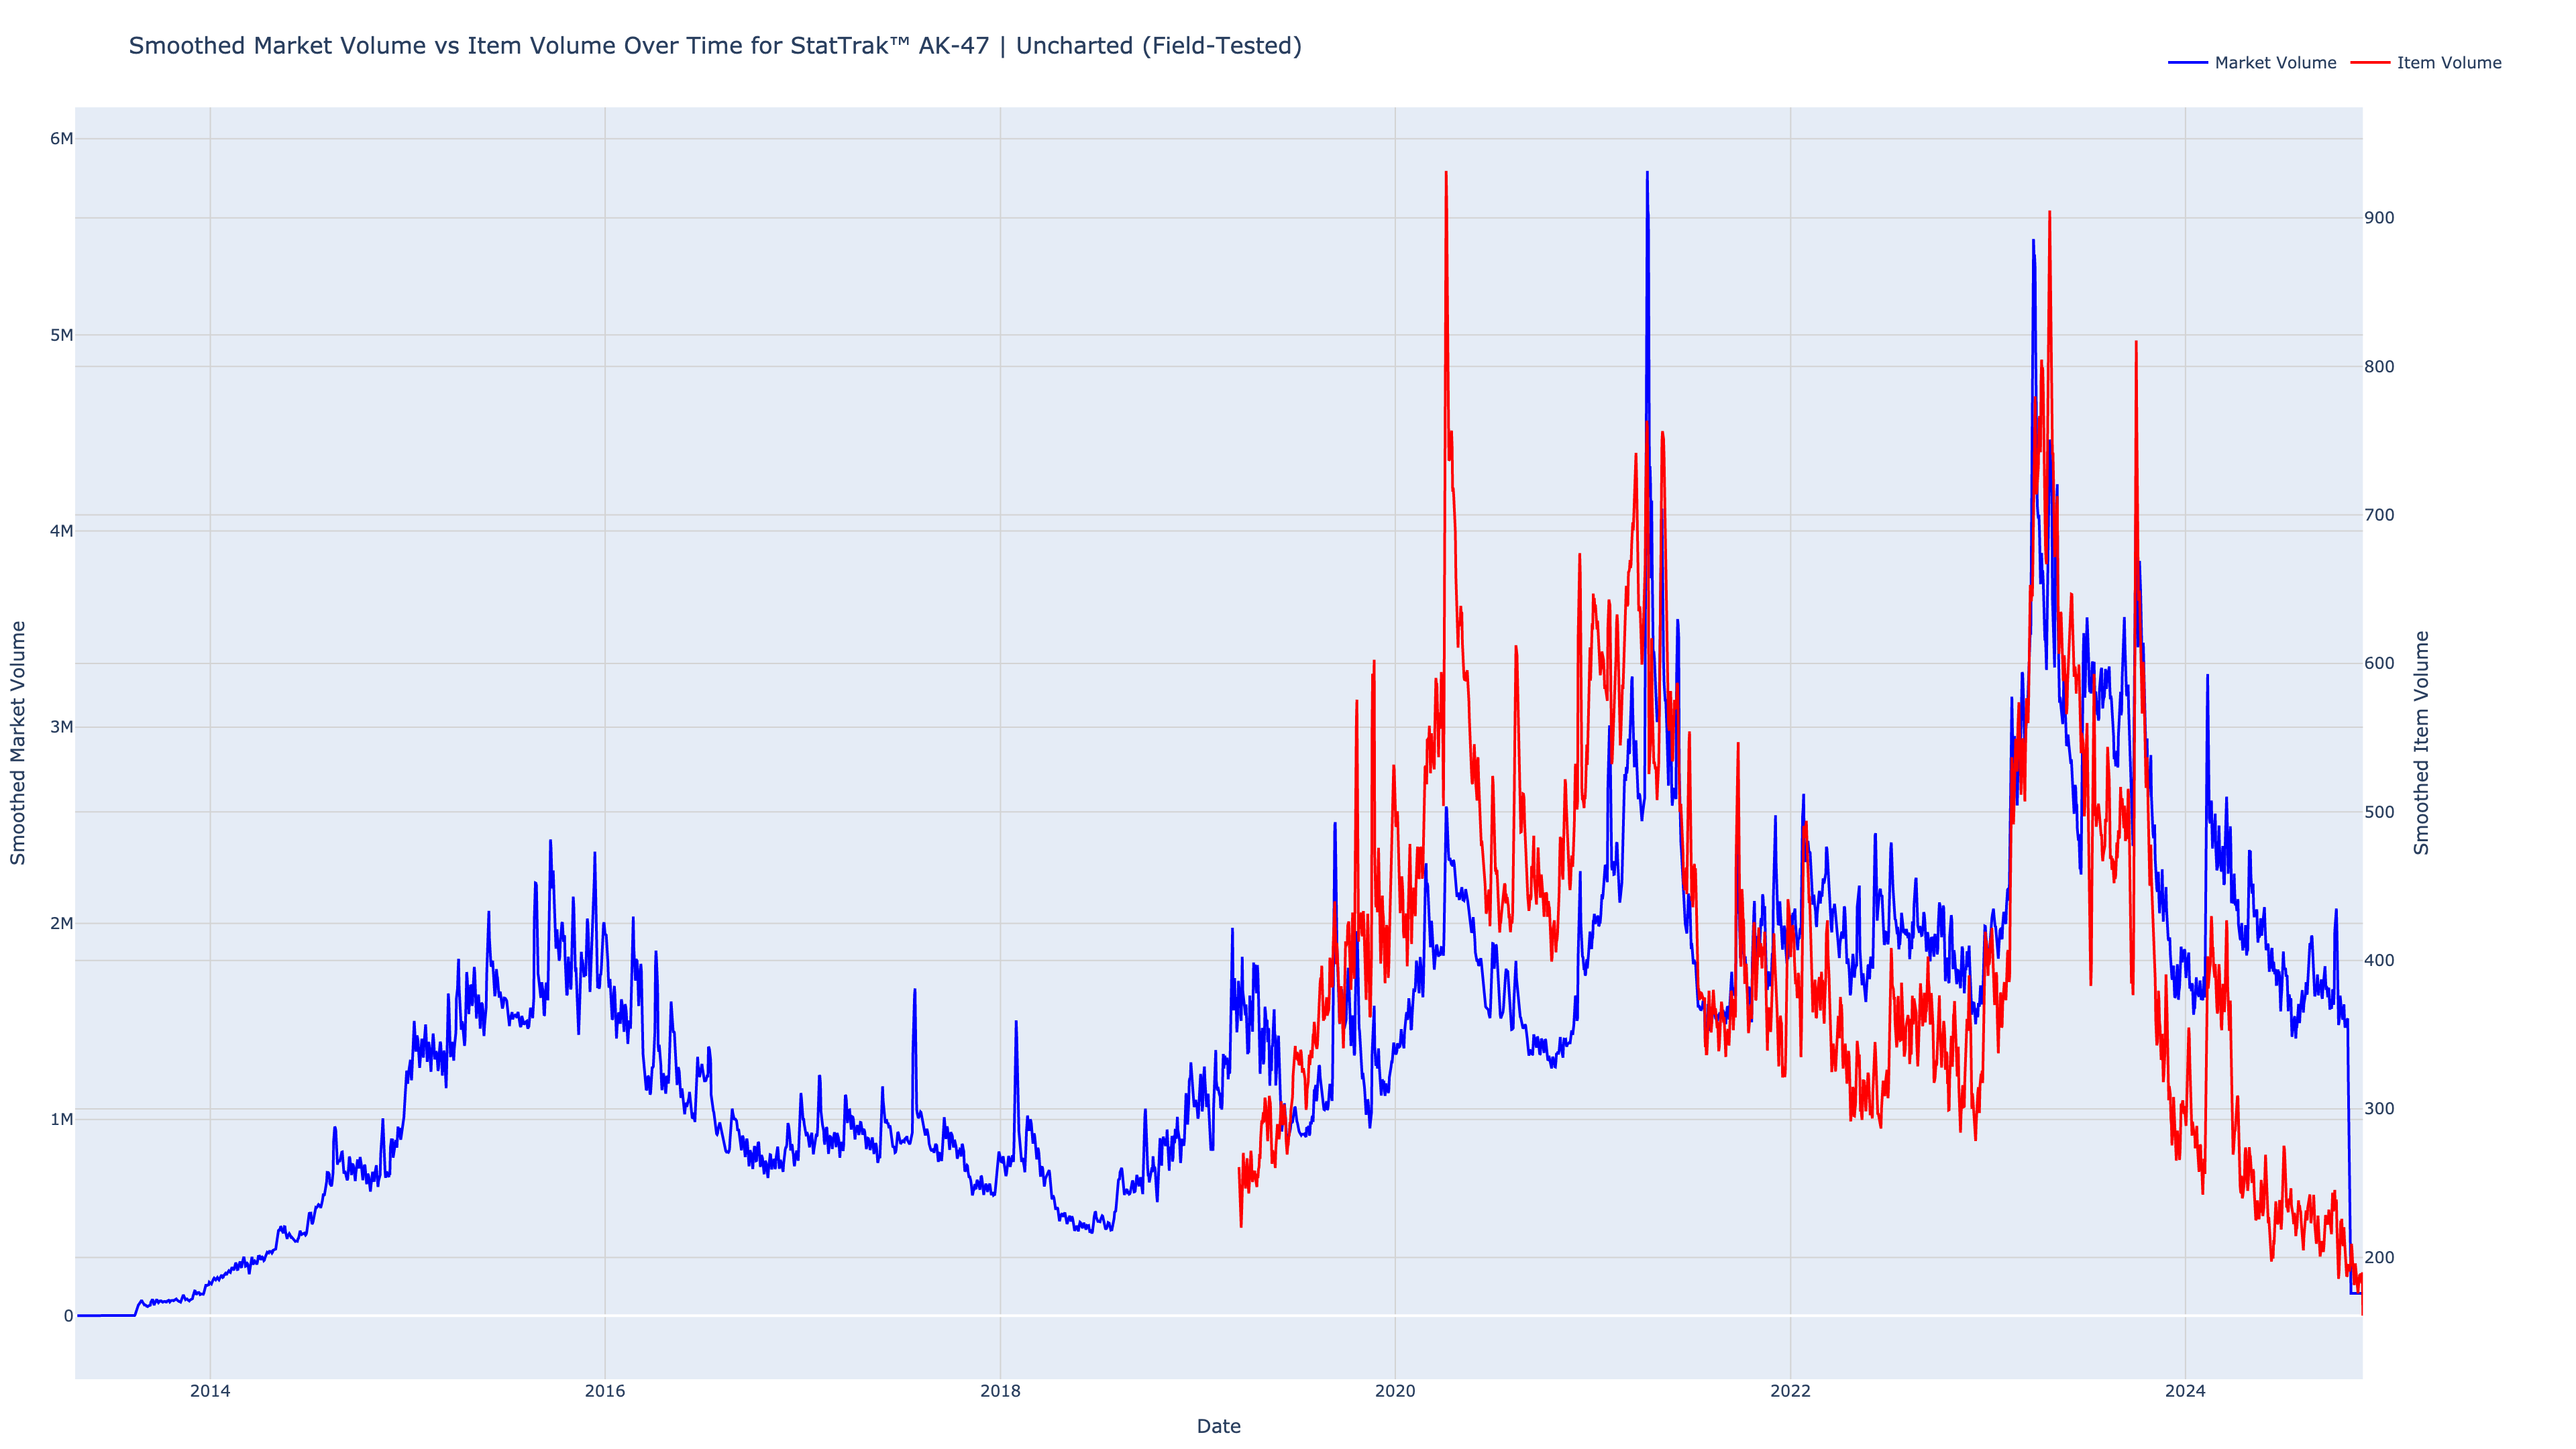 Smoothed Market Volume vs Item Volume Over Time for StatTrak™ AK-47 | Uncharted (Field-Tested)
Market Volume
Item Volume
6M
5M
4M
3M
2M
1M
0
Smoothed Market Volume
900
800
700
600
500
400
300
200
Smoothed Item Volume
2014
2016
2018
2020
2022
2024
Date